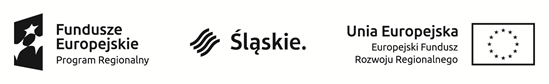 Fundusze
Europejskie
Program Regionalny
Śląskie.
Unia Europejska
Europejski Fundusz
Rozwoju Regionalnego